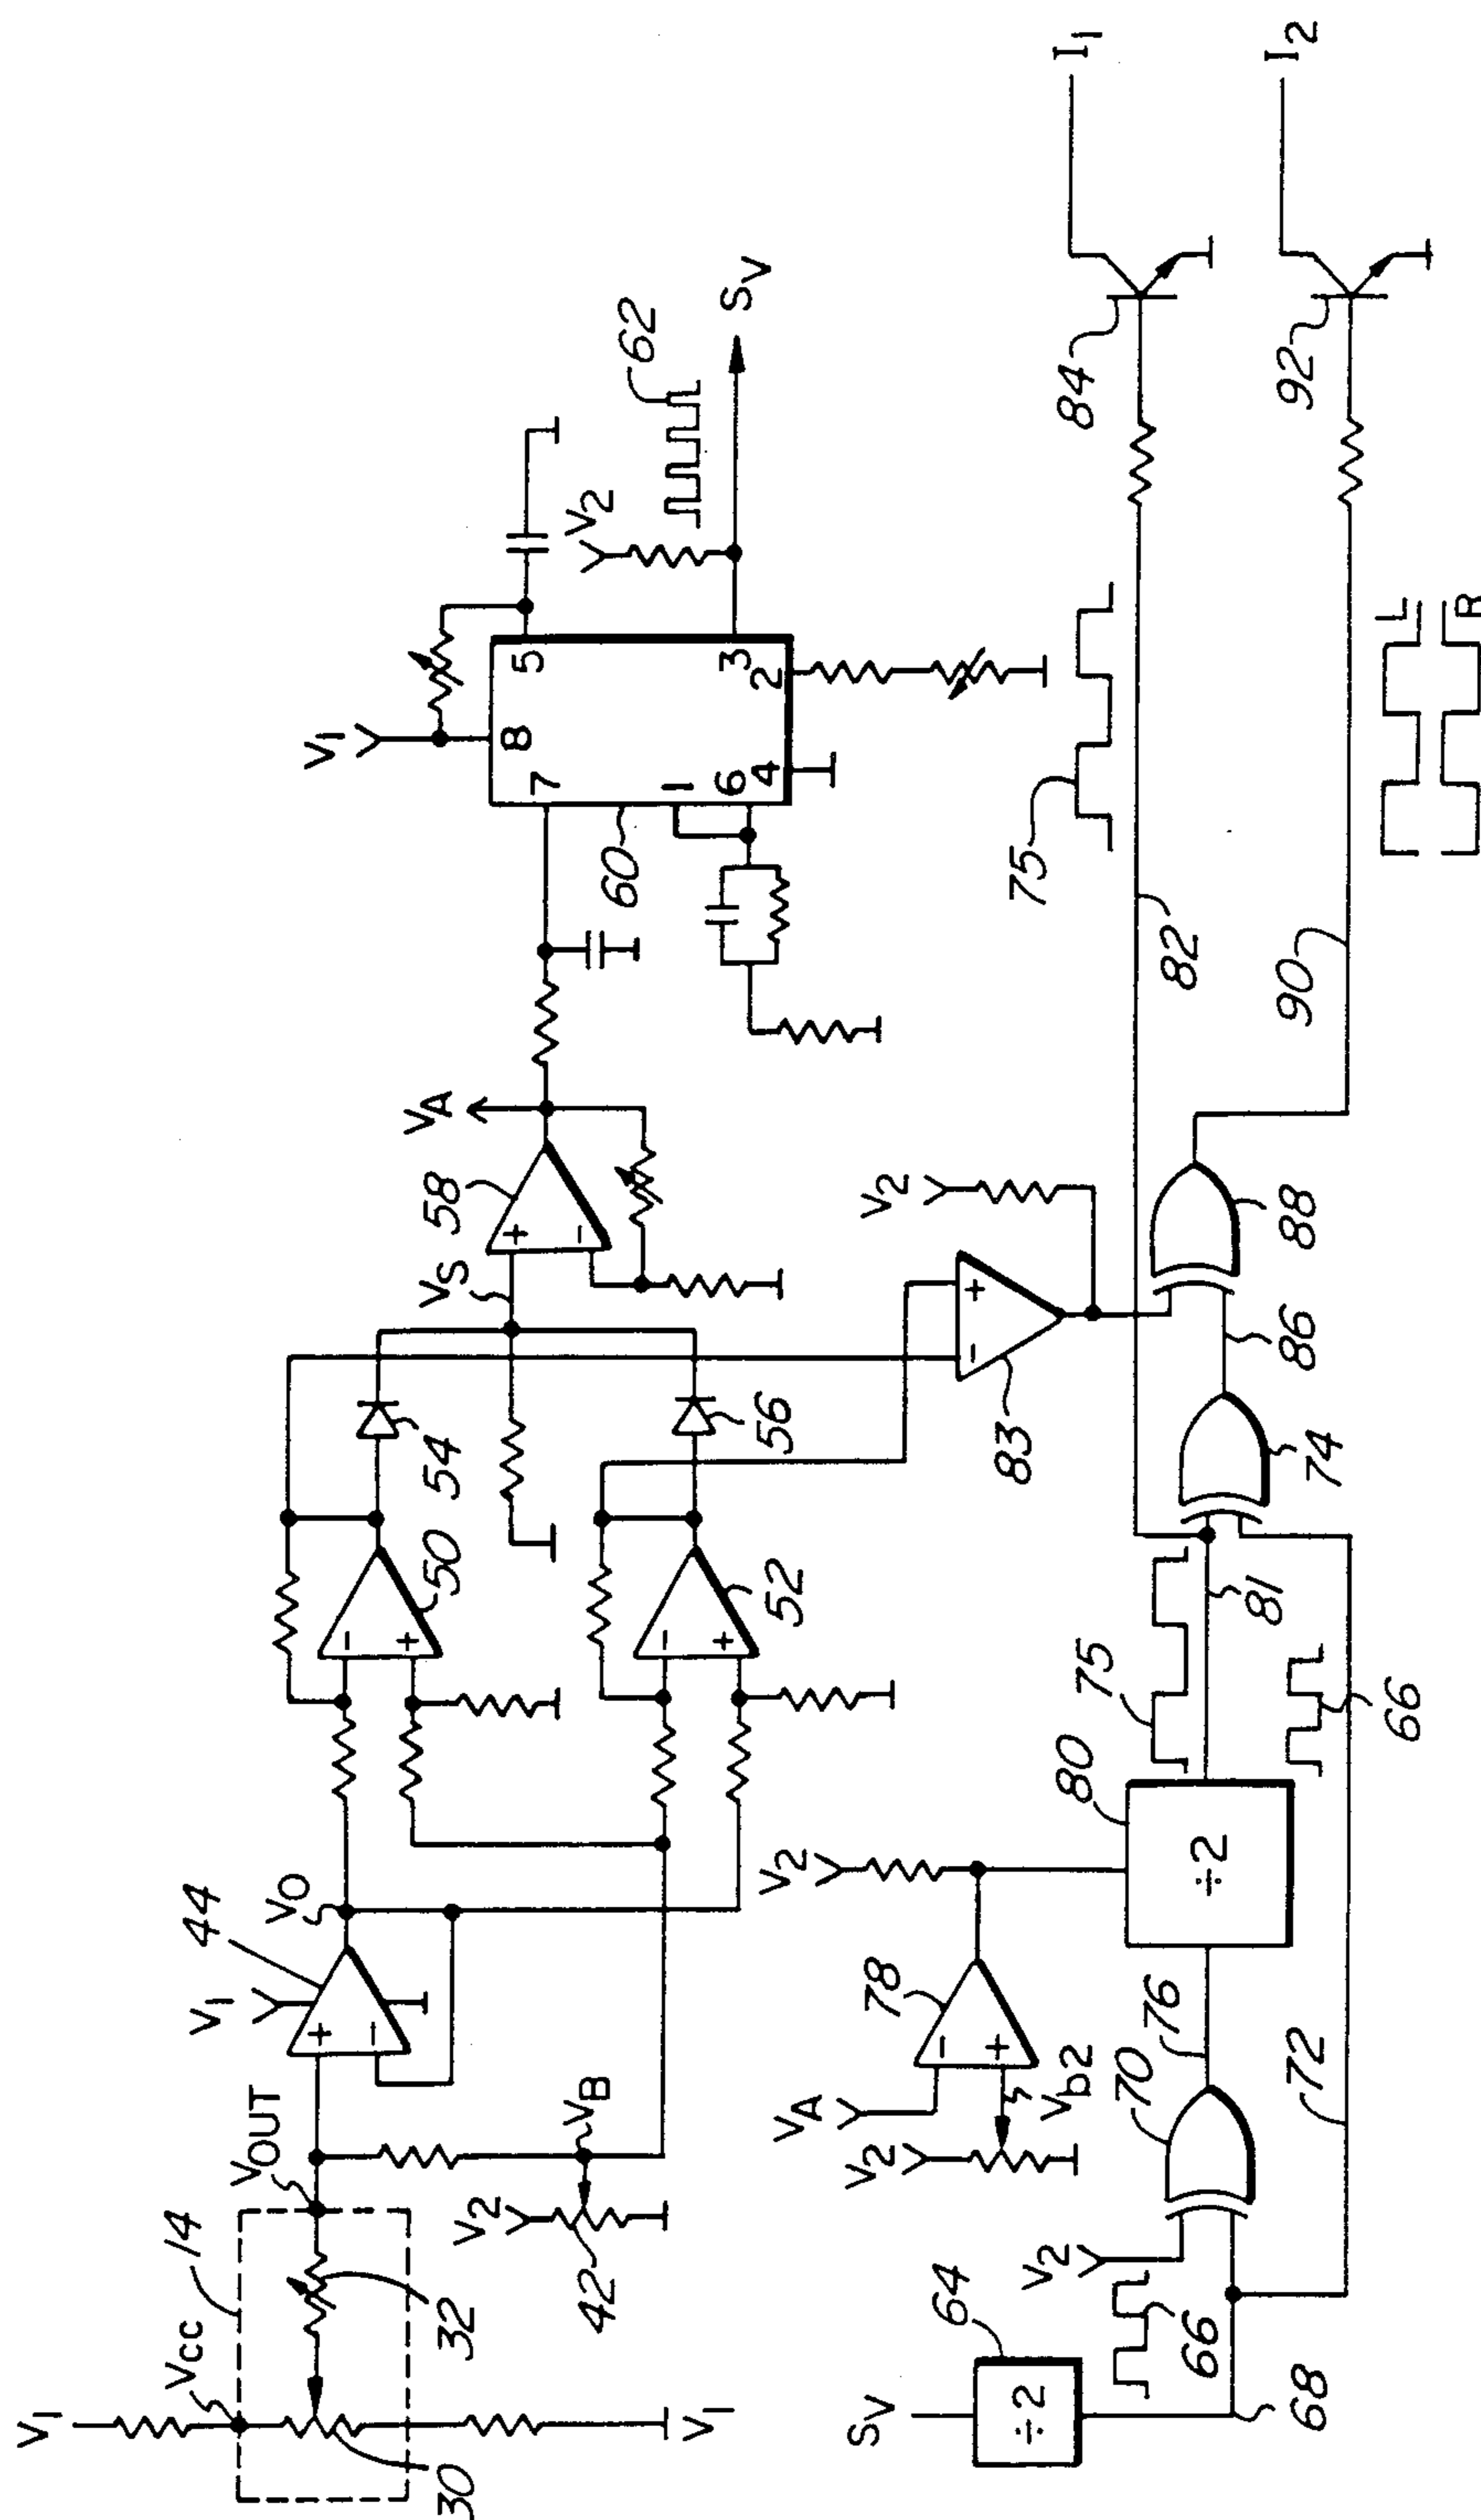 V1
VCC
14
VOUT
44
V1
VO
30
32
V2
42
VB
+
−
−
+
50
54
−
+
52
56
VS
58
+
−
VA
60
7
8
5
1
6
4
3
2
V1
V1
V2
62
SV
SV
64
÷2
66
68
V2
70
72
76
VA
V2
78
−
+
Vb2
V2
80
÷2
75
66
81
74
86
83
−
+
V2
88
82
75
90
84
92
I1
I2
L
R